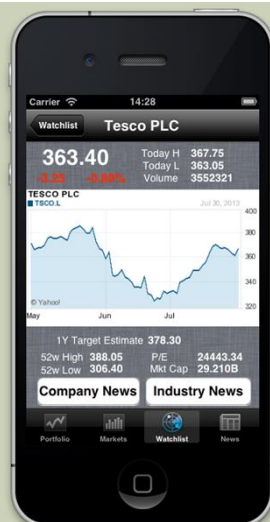 Carrier 14:28
Watchlist Tesco PLC
363.40
-3.25 -0.89%
Today H 367.75
Today L 363.05
Volume 3552321
TESCO PLC
TSCO.L Jul 30, 2013
400
380
360
340
320
© Yahoo!
May Jun Jul
1Y Target Estimate 378.30
52w High 388.05 P/E 24443.34
52w Low 306.40 Mkt Cap 29.210B
Company News Industry News
Portfolio Markets Watchlist News